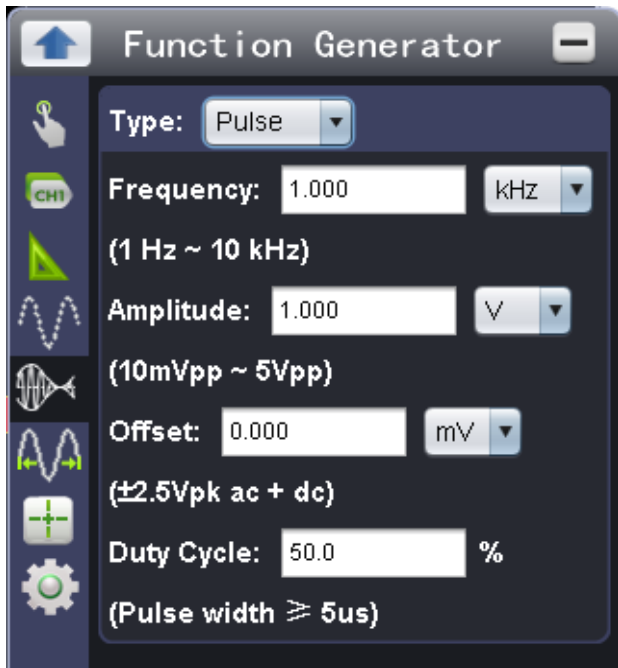 Function Generator
Type: Pulse
CH1
Frequency: 1.000 kHz
(1 Hz ~ 10 kHz)
Amplitude: 1.000 V
(10mVpp ~ 5Vpp)
Offset: 0.000 mV
(±2.5Vpk ac + dc)
Duty Cycle: 50.0 %
(Pulse width ⩾ 5us)